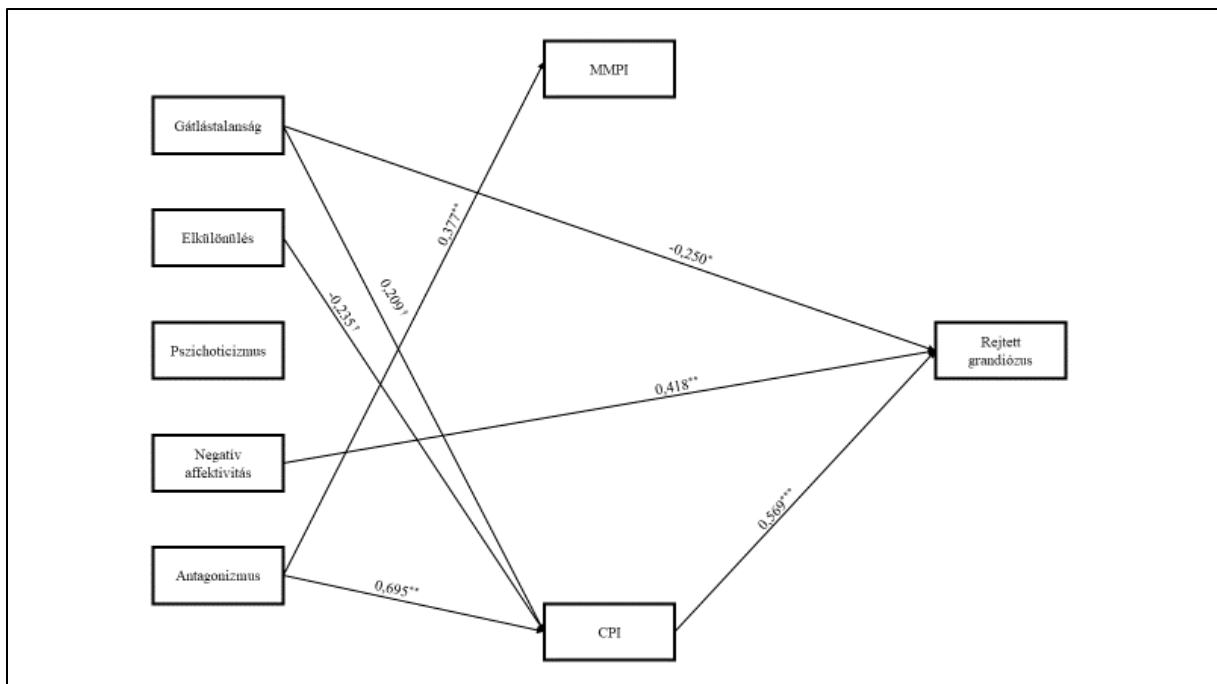 MMPI
Gátlástalanság
Elkülönülés
Pszichoticizmus
Negatív
affektivitás
Antagonizmus
CPI
Rejtett
grandiózus
0,377**
-0,250*
0,209†
-0,235†
0,418**
0,695**
0,569***